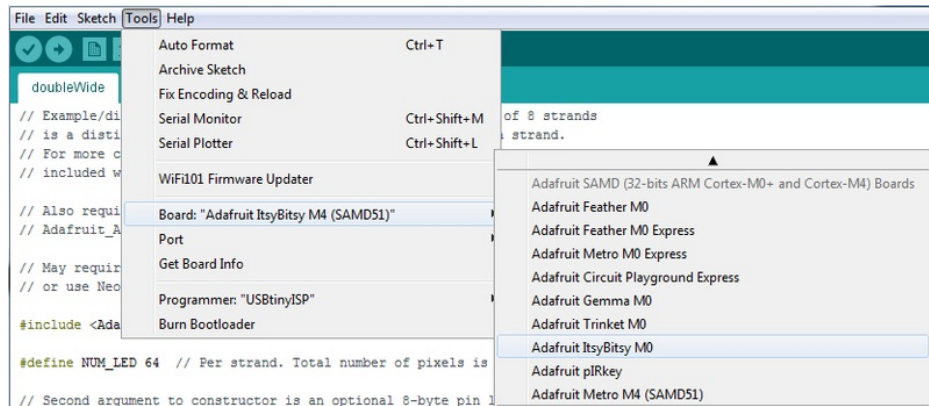 File Edit Sketch Tools Help
Auto Format Ctrl+T
Archive Sketch
Fix Encoding & Reload
Serial Monitor Ctrl+Shift+M
Serial Plotter Ctrl+Shift+L
WiFi101 Firmware Updater
Board: "Adafruit ItsyBitsy M4 (SAMD51)"
Port
Get Board Info
Programmer: "USBtinyISP"
Burn Bootloader
Adafruit SAMD (32-bits ARM Cortex-M0+ and Cortex-M4) Boards
Adafruit Feather M0
Adafruit Feather M0 Express
Adafruit Metro M0 Express
Adafruit Circuit Playground Express
Adafruit Gemma M0
Adafruit Trinket M0
Adafruit ItsyBitsy M0
Adafruit pIRkey
Adafruit Metro M4 (SAMD51)
doubleWide
// Example/di of 8 strands
// is a disti strand.
// For more c
// included w
// Also requi
// Adafruit_A
// May requir
// or use Neo
#include <Ada
#define NUM_LED 64 // Per strand. Total number of pixels is
// Second argument to constructor is an optional 8-byte pin l